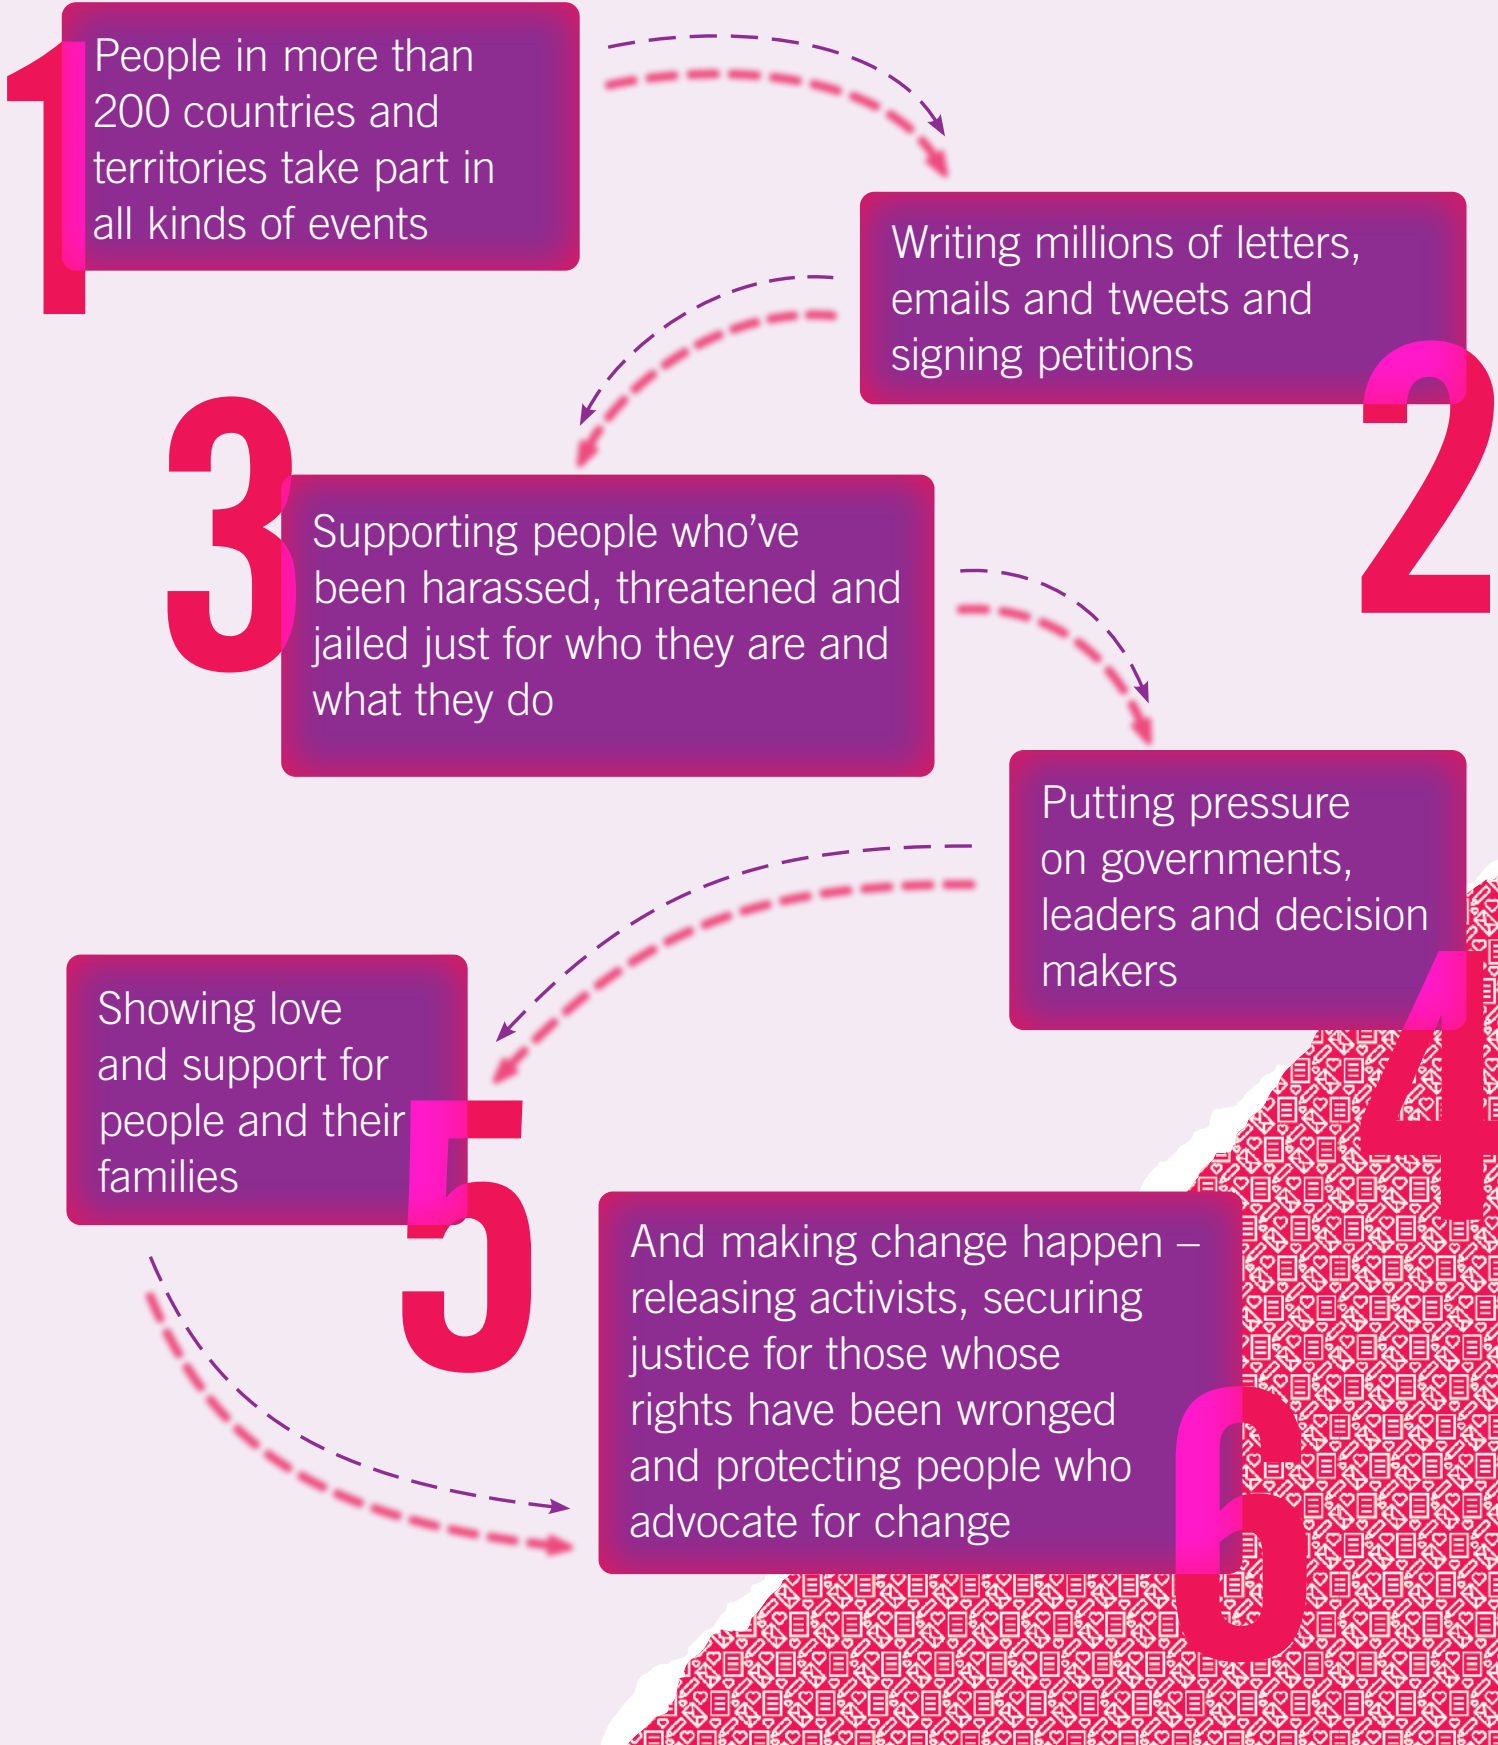 1
People in more than
200 countries and
territories take part in
all kinds of events
2
Writing millions of letters,
emails and tweets and
signing petitions
3
Supporting people who’ve
been harassed, threatened and
jailed just for who they are and
what they do
4
Putting pressure
on governments,
leaders and decision
makers
5
Showing love
and support for
people and their
families
6
And making change happen –
releasing activists, securing
justice for those whose
rights have been wronged
and protecting people who
advocate for change